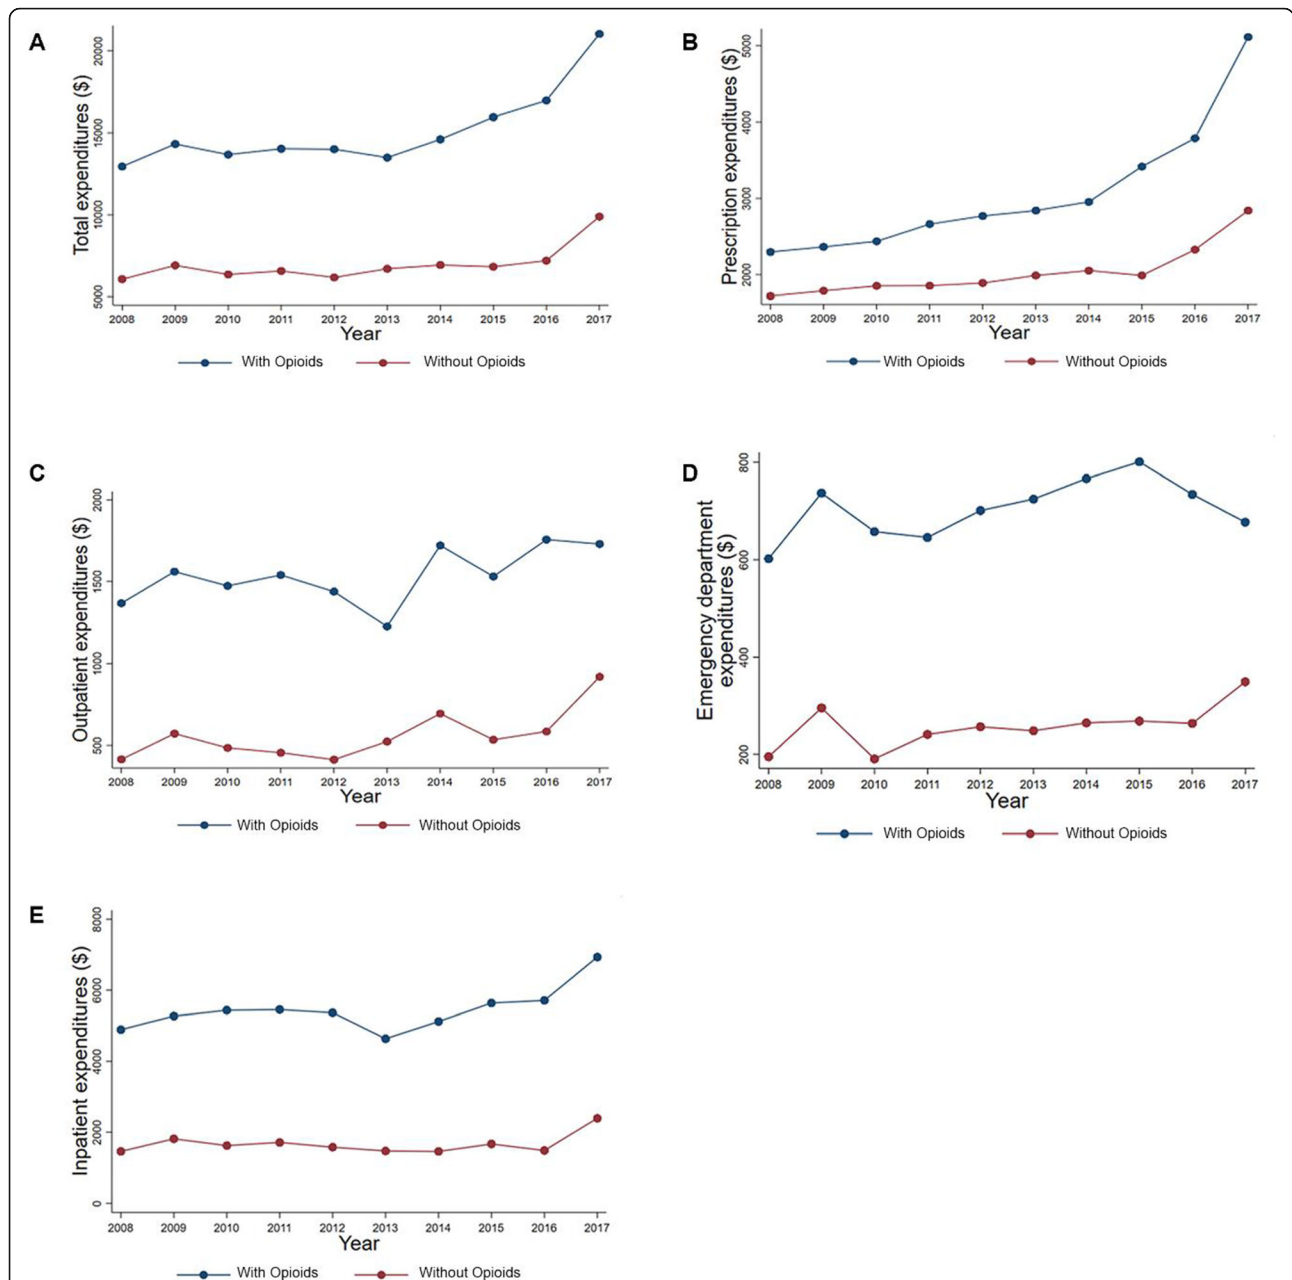 A
Total expenditures ($)
20000
15000
10000
5000
2008 2009 2010 2011 2012 2013 2014 2015 2016 2017
Year
With Opioids Without Opioids
B
Prescription expenditures ($)
5000
4000
3000
2000
2008 2009 2010 2011 2012 2013 2014 2015 2016 2017
Year
With Opioids Without Opioids
C
Outpatient expenditures ($)
2000
1500
1000
500
2008 2009 2010 2011 2012 2013 2014 2015 2016 2017
Year
With Opioids Without Opioids
D
Emergency department
expenditures ($)
800
600
400
200
2008 2009 2010 2011 2012 2013 2014 2015 2016 2017
Year
With Opioids Without Opioids
E
Inpatient expenditures ($)
8000
6000
4000
2000
0
2008 2009 2010 2011 2012 2013 2014 2015 2016 2017
Year
With Opioids Without Opioids